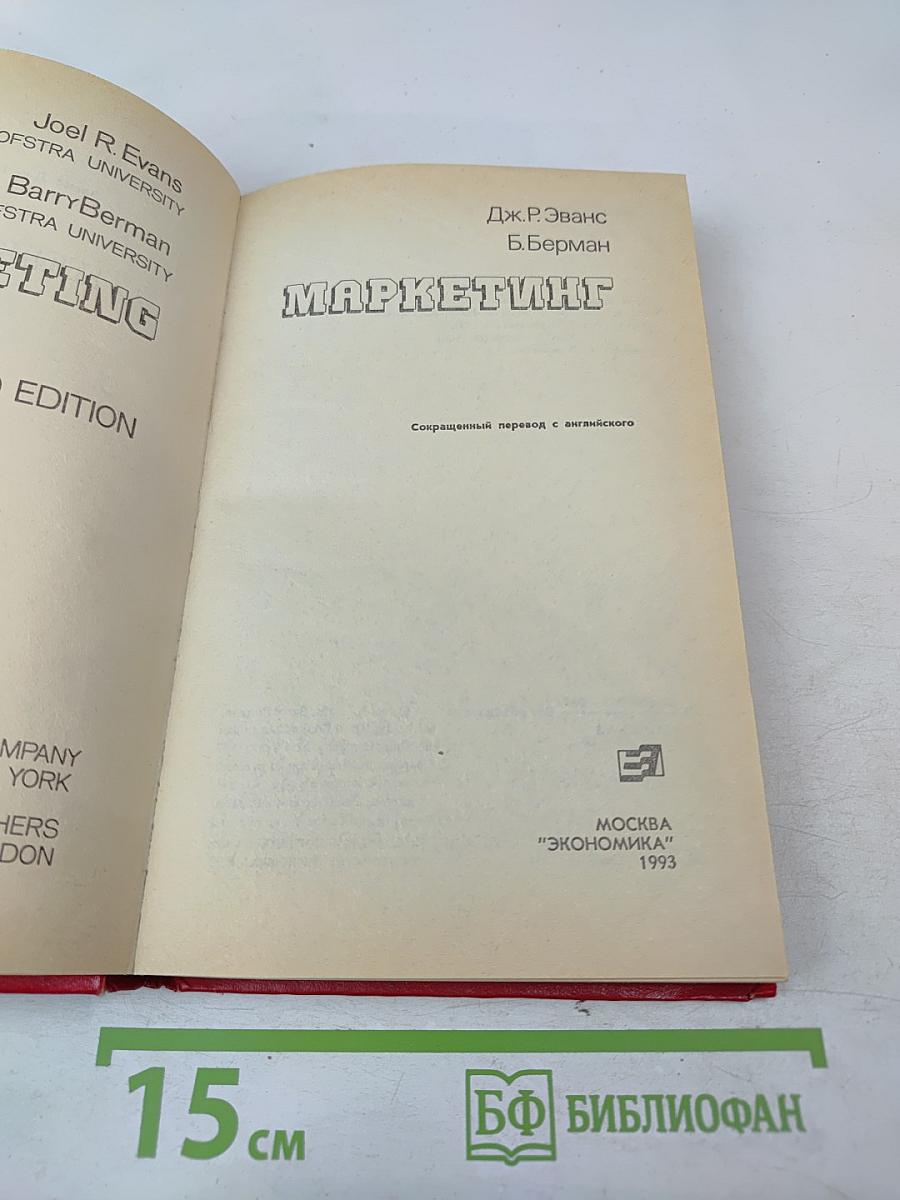 Joel R. Evans
OFSTRA UNIVERSITY
Barry Berman
FSTRA UNIVERSITY
ETING
EDITION
MPANY
YORK
HERS
DON
Дж.Р.Эванс
Б.Берман
МАРКЕТИНГ
Сокращенный перевод с английского
МОСКВА
"ЭКОНОМИКА"
1993
15 см
БФ БИБЛИОФАН